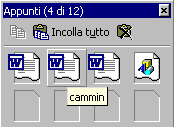 Appunti (4 di 12)
Incolla tutto
W W W
cammin